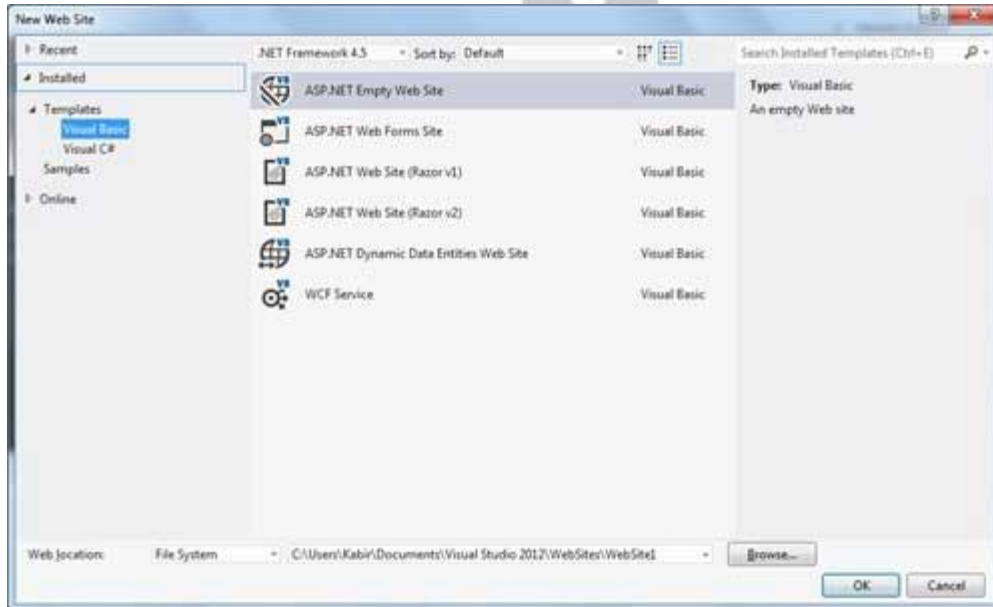 New Web Site
Recent
.NET Framework 4.5 Sort by: Default
Search Installed Templates (Ctrl+E)
Installed
Templates
Visual Basic
Visual C#
Samples
Online
ASP.NET Empty Web Site Visual Basic
ASP.NET Web Forms Site Visual Basic
ASP.NET Web Site (Razor v1) Visual Basic
ASP.NET Web Site (Razor v2) Visual Basic
ASP.NET Dynamic Data Entities Web Site Visual Basic
WCF Service Visual Basic
Type: Visual Basic
An empty Web site
Web location: File System C:\Users\Kabir\Documents\Visual Studio 2012\WebSites\WebSite1 Browse...
OK Cancel